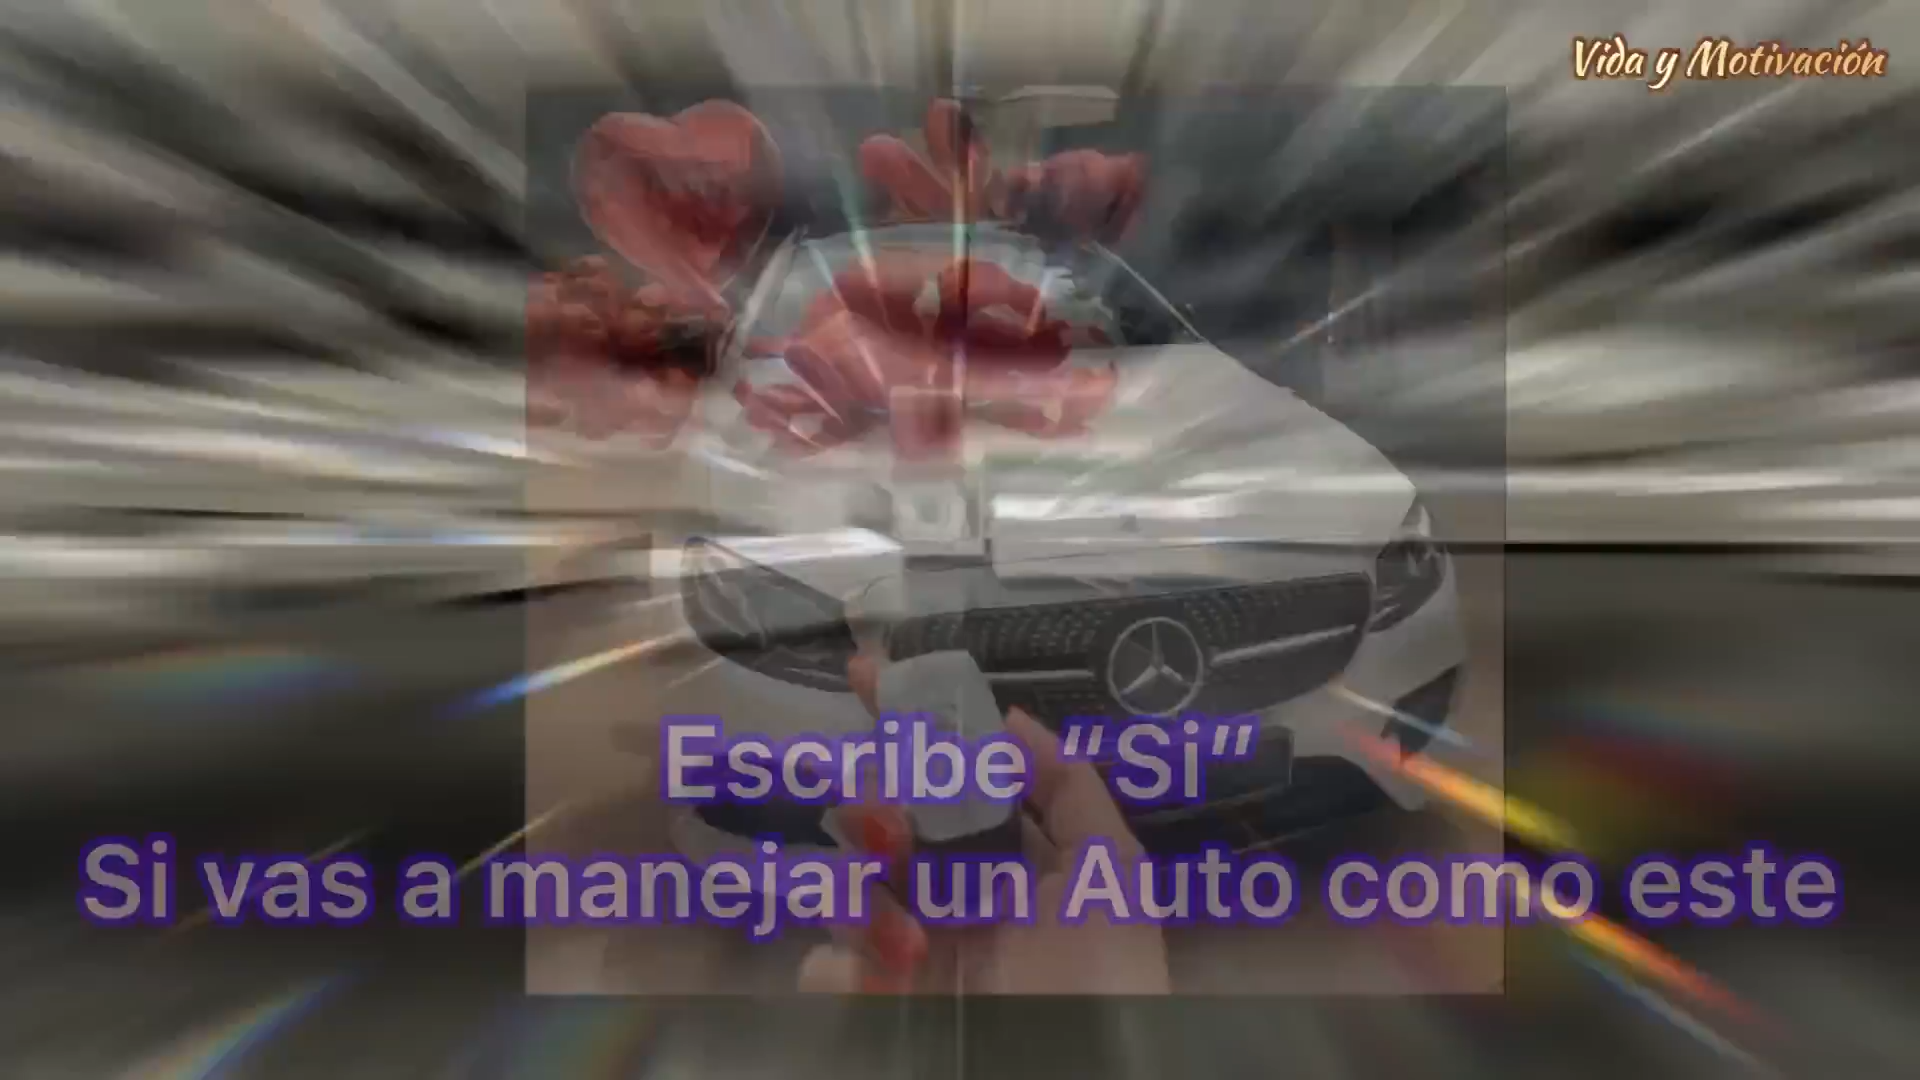 Vida y Motivación
Escribe “Si”
Si vas a manejar un Auto como este